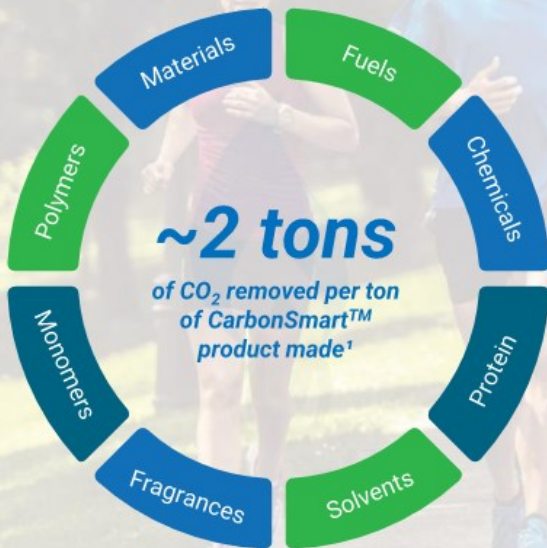 Materials
Fuels
Polymers
Chemicals
~2 tons
of CO₂ removed per ton
of CarbonSmart™
product made¹
Monomers
Protein
Fragrances
Solvents